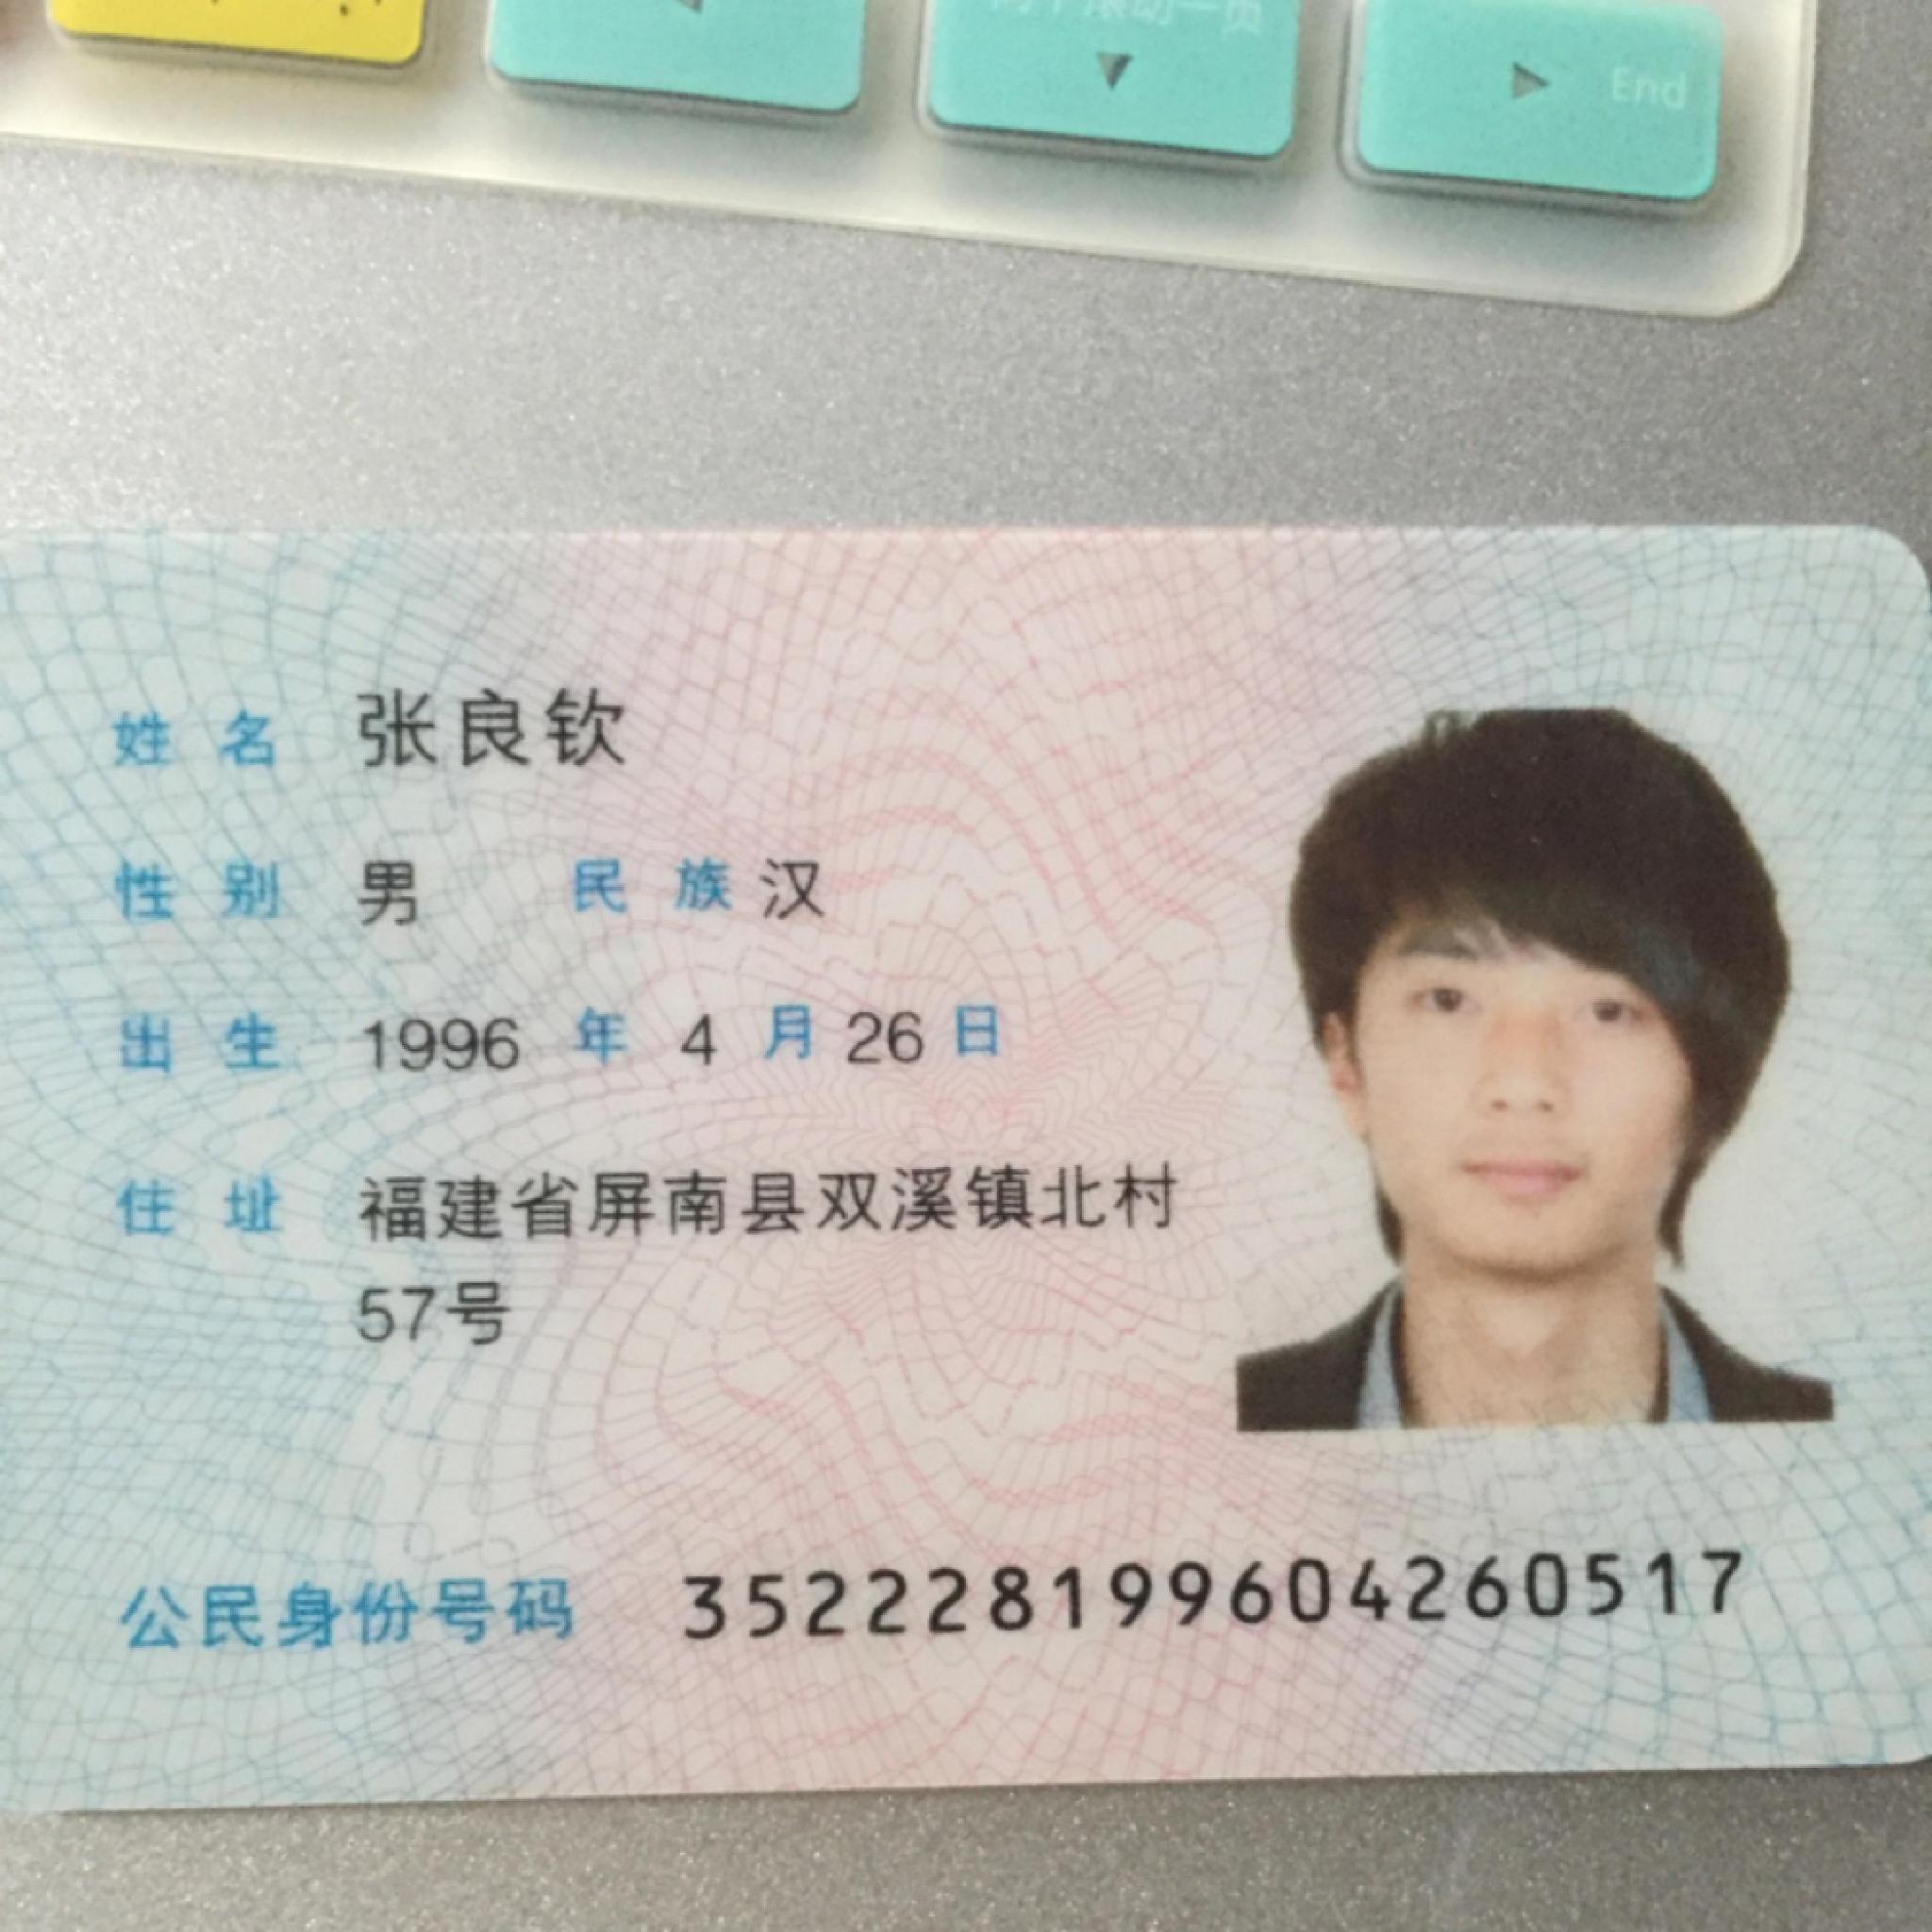 End
姓名 张良钦
性别 男 民族 汉
出生 1996 年 4 月 26 日
住址 福建省屏南县双溪镇北村
57号
公民身份号码 352228199604260517